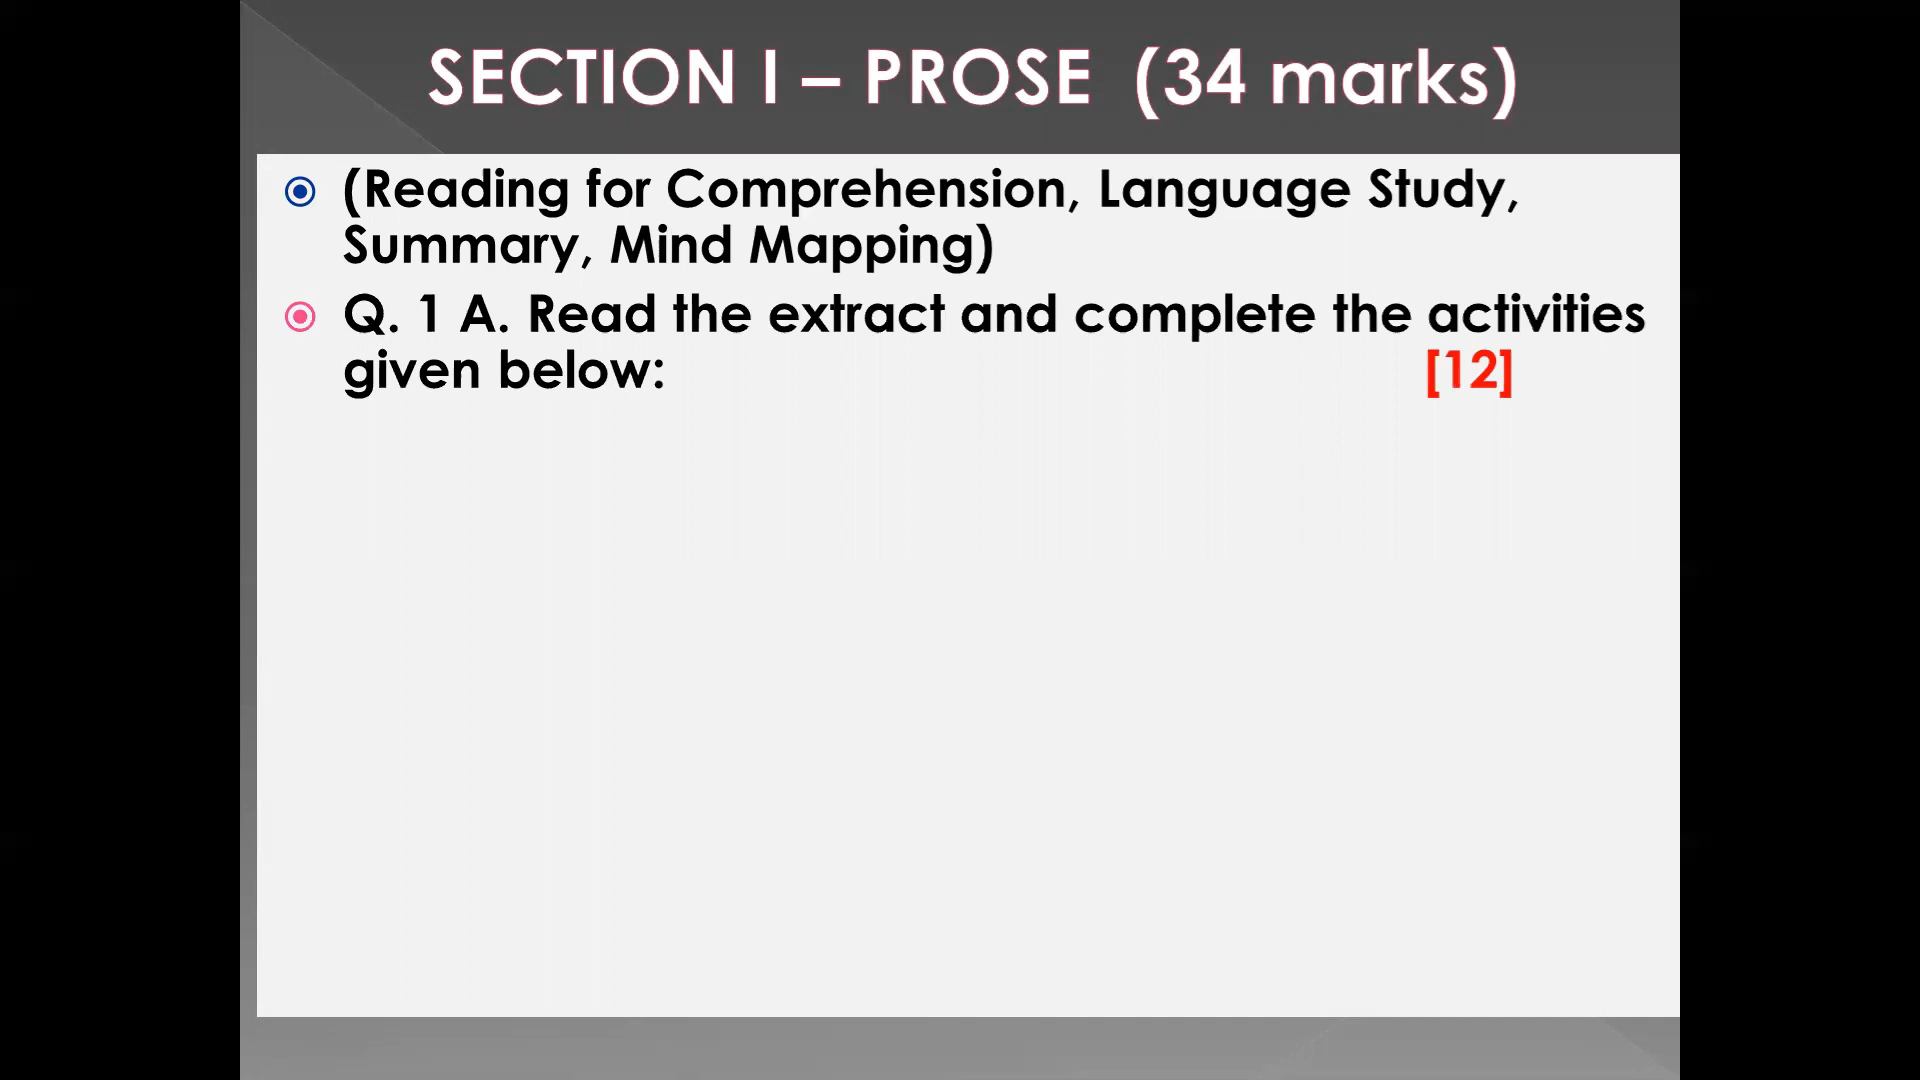 SECTION I – PROSE (34 marks)
(Reading for Comprehension, Language Study,
Summary, Mind Mapping)
Q. 1 A. Read the extract and complete the activities
given below: [12]